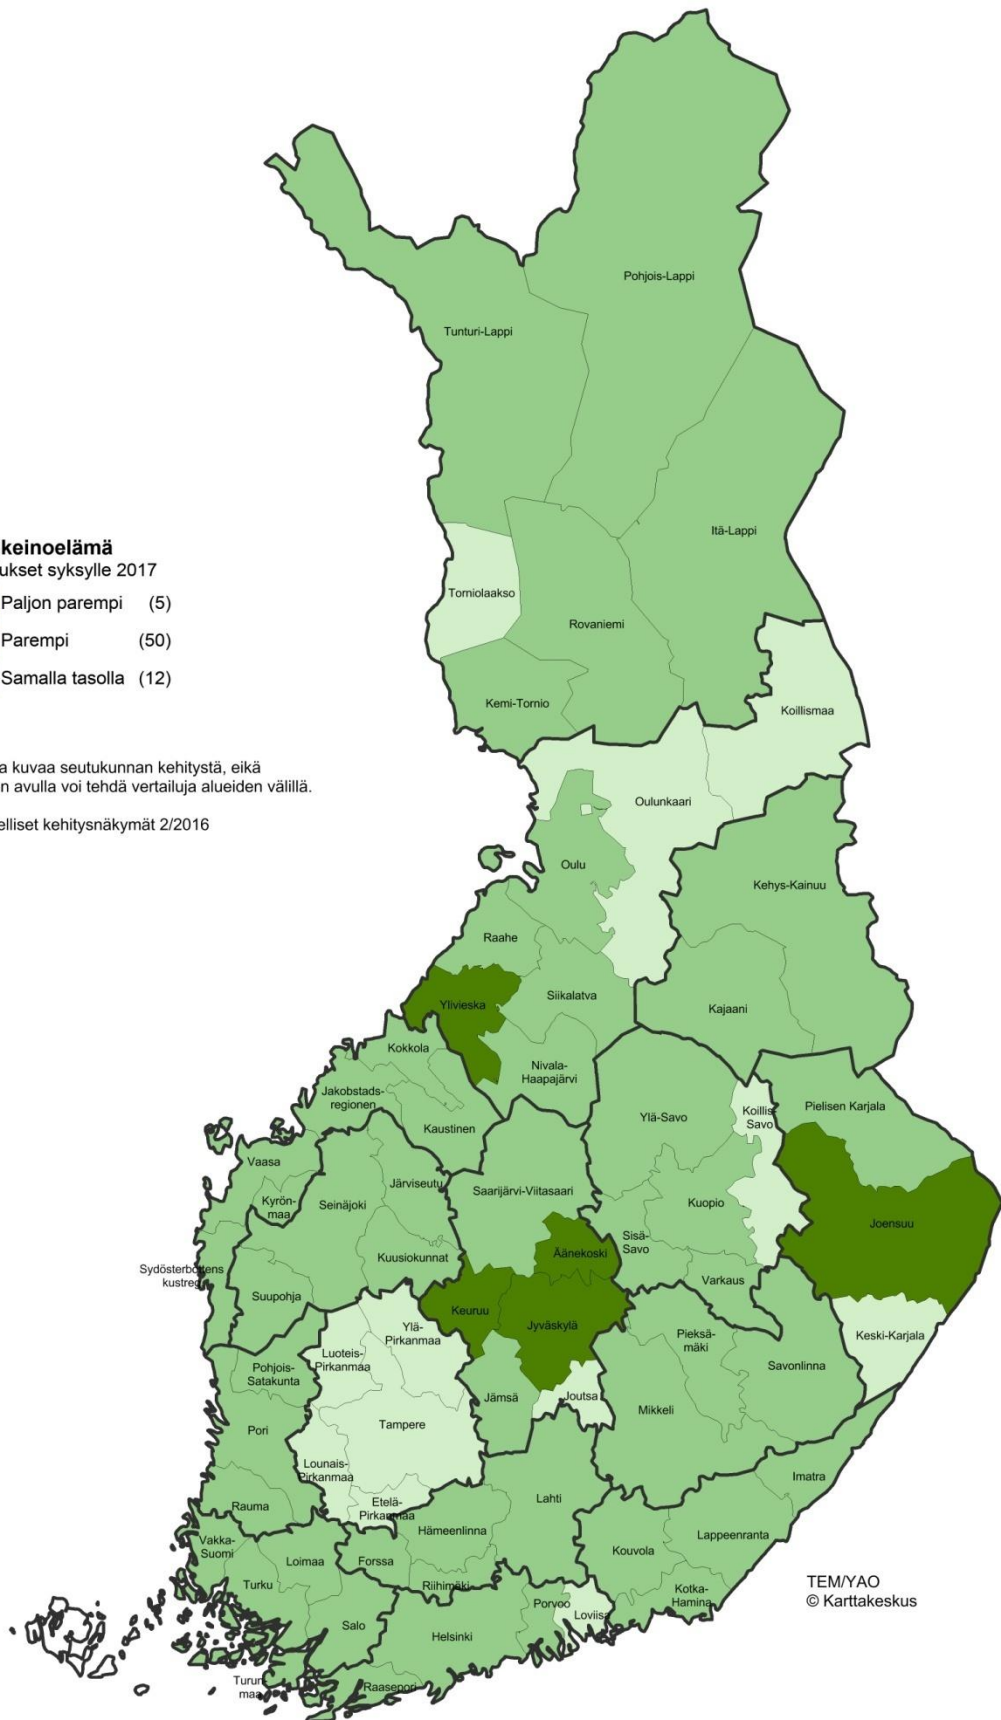 Pohjois-Lappi
Tunturi-Lappi
Itä-Lappi
keinoelämä
ukset syksylle 2017
Paljon parempi (5)
Parempi (50)
Samalla tasolla (12)
Torniolaakso
Rovaniemi
Kemi-Tornio
Koillismaa
a kuvaa seutukunnan kehitystä, eikä
n avulla voi tehdä vertailuja alueiden välillä.
elliset kehitysnäkymät 2/2016
Oulunkaari
Oulu
Kehys-Kainuu
Raahe
Siikalatva
Ylivieska
Kajaani
Kokkola
Nivala-
Haapajärvi
Jakobstads-
regionen
Kaustinen
Ylä-Savo
Koillis-
Savo
Pielisen Karjala
Vaasa
Kyrön-
maa
Seinäjoki
Järviseutu
Saarijärvi-Viitasaari
Kuopio
Joensuu
Sisä-
Savo
Äänekoski
Kuusiokunnat
Sydösterbottens
kustreg
Suupohja
Varkaus
Keuruu
Jyväskylä
Ylä-
Pirkanmaa
Pieksä-
mäki
Keski-Karjala
Luoteis-
Pirkanmaa
Pohjois-
Satakunta
Savonlinna
Jämsä
Joutsa
Mikkeli
Tampere
Pori
Lounais-
Pirkanmaa
Imatra
Etelä-
Pirkanmaa
Rauma
Lahti
Hämeenlinna
Lappeenranta
Vakka-
Suomi
Loimaa
Forssa
Kouvola
Turku
Riihimäki
Kotka-
Hamina
TEM/YAO
© Karttakeskus
Porvoo
Loviisa
Salo
Helsinki
Turun
maa
Raasepori